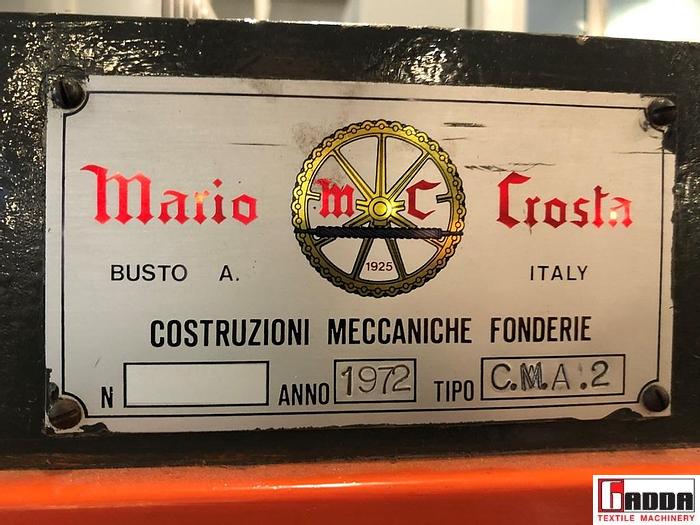 Mario MC Crosta
1925
BUSTO A. ITALY
COSTRUZIONI MECCANICHE FONDERIE
N ANNO 1972 TIPO C.M.A.2
GADDA
TEXTILE MACHINERY